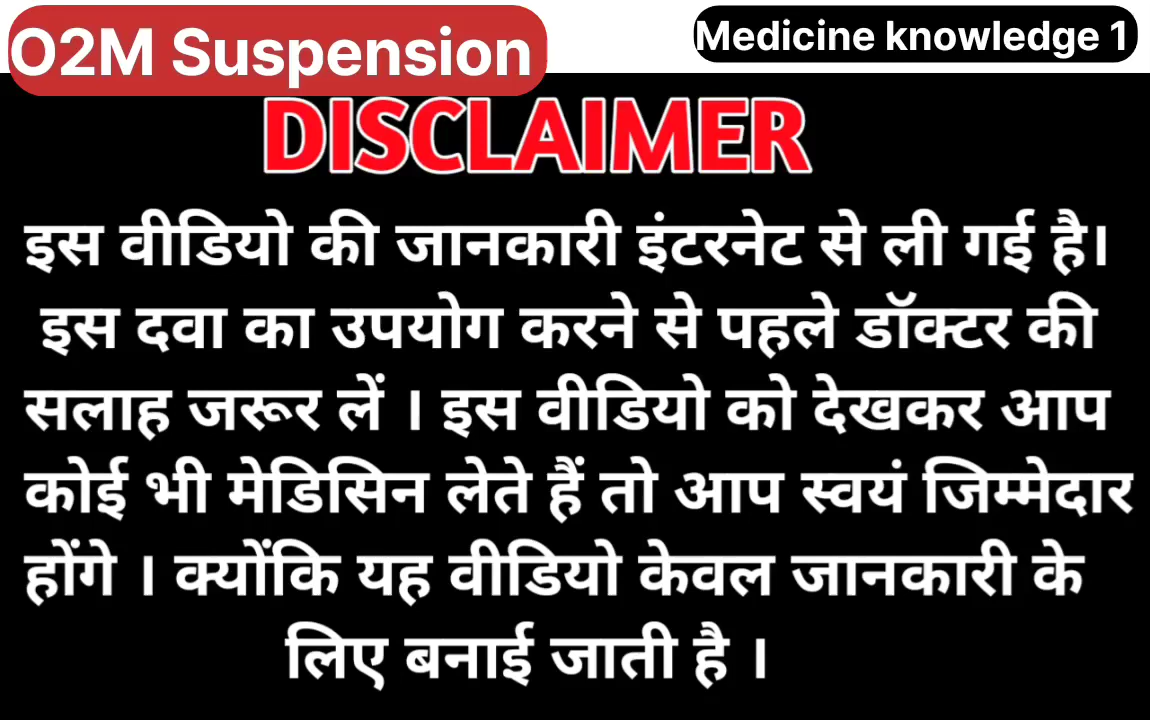 O2M Suspension
Medicine knowledge 1
DISCLAIMER
इस वीडियो की जानकारी इंटरनेट से ली गई है।
इस दवा का उपयोग करने से पहले डॉक्टर की
सलाह जरूर लें । इस वीडियो को देखकर आप
कोई भी मेडिसिन लेते हैं तो आप स्वयं जिम्मेदार
होंगे । क्योंकि यह वीडियो केवल जानकारी के
लिए बनाई जाती है ।